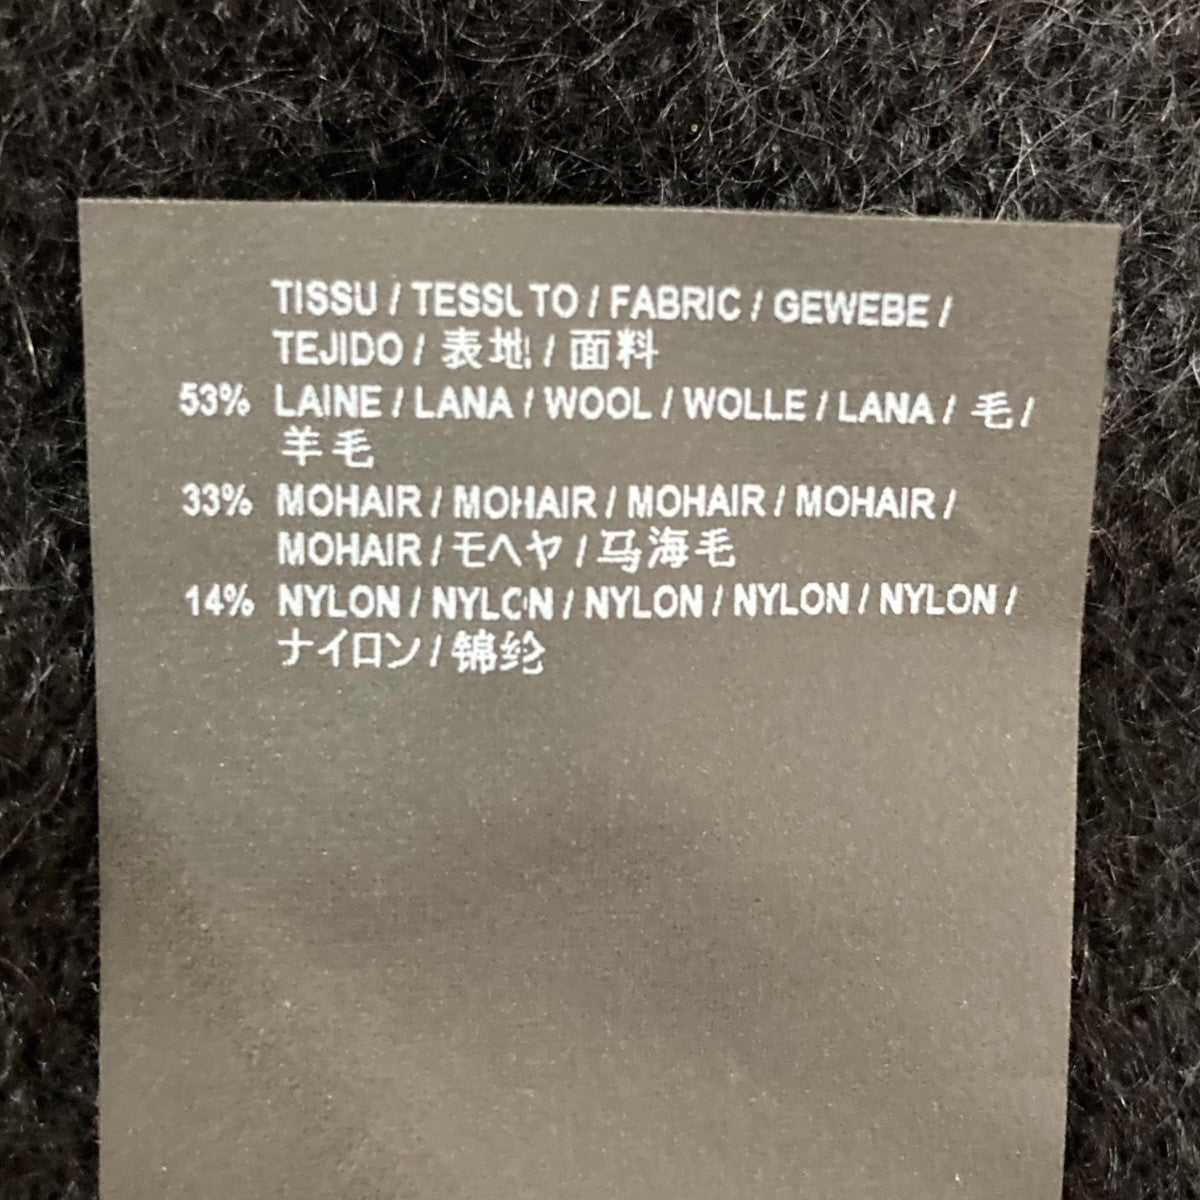 TISSU / TESSUTO / FABRIC / GEWEBE /
TEJIDO / 表地 / 面料
53% LAINE / LANA / WOOL / WOLLE / LANA / 毛 /
羊毛
33% MOHAIR / MOHAIR / MOHAIR / MOHAIR /
MOHAIR / モヘヤ / 马海毛
14% NYLON / NYLON / NYLON / NYLON / NYLON /
ナイロン / 锦纶